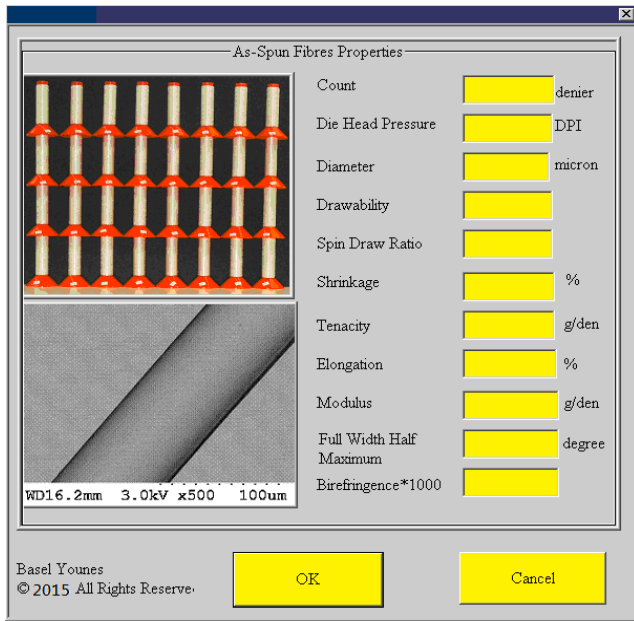 As-Spun Fibres Properties
Count denier
Die Head Pressure DPI
Diameter micron
Drawability
Spin Draw Ratio
Shrinkage %
Tenacity g/den
Elongation %
Modulus g/den
Full Width Half
Maximum degree
Birefringence*1000
WD16.2mm 3.0kV x500 100um
Basel Younes
© 2015 All Rights Reserve
OK Cancel